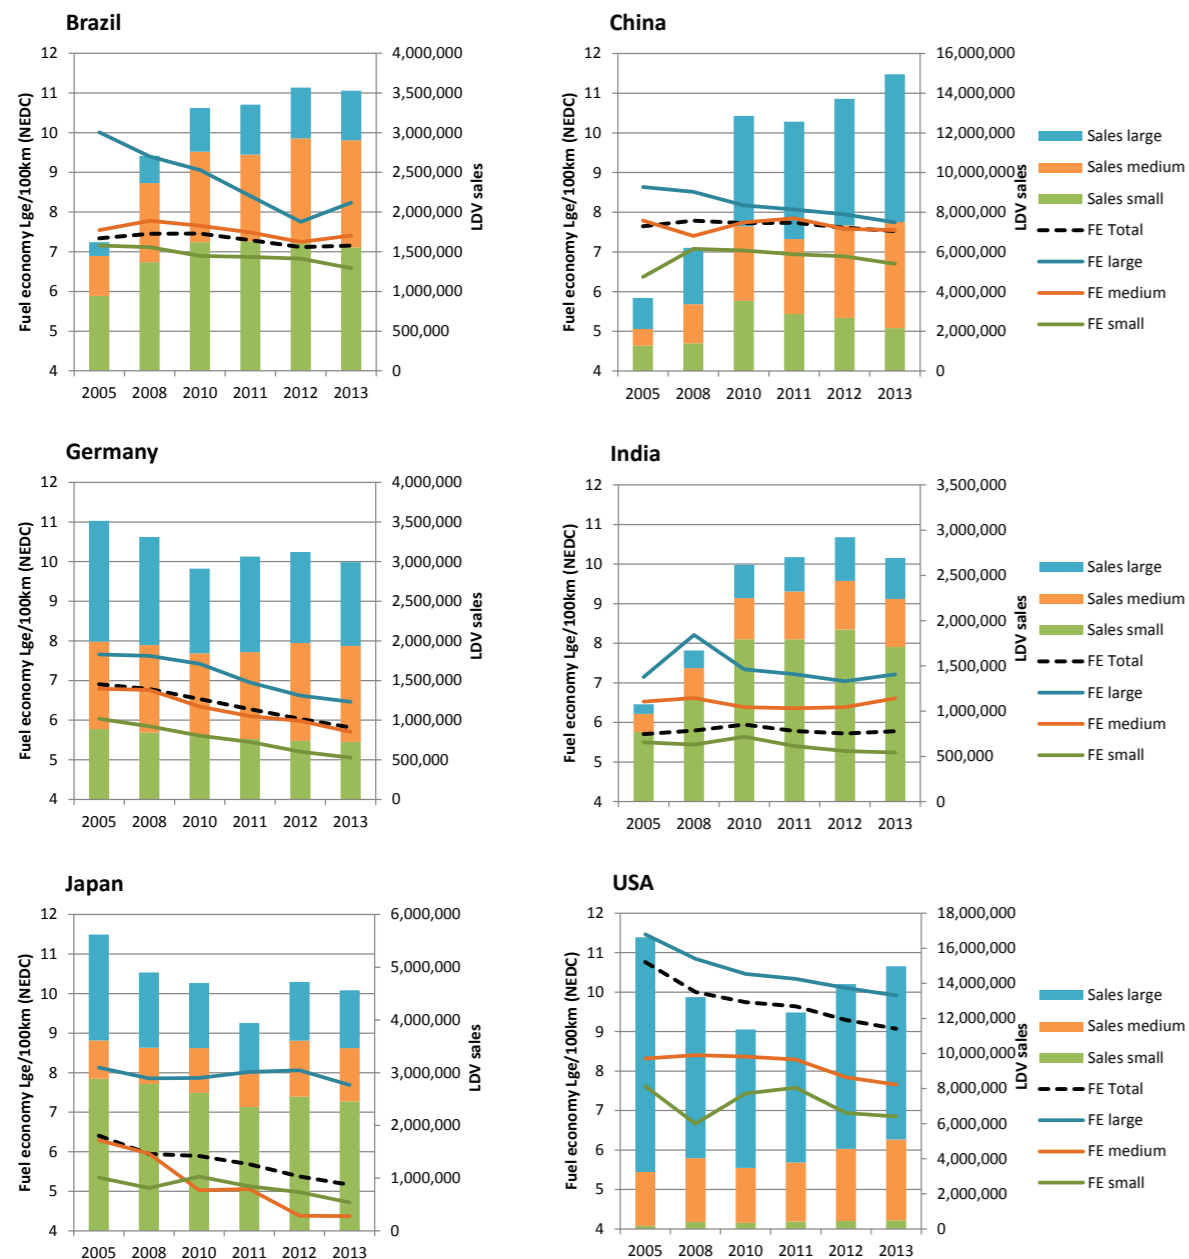 Brazil
12
11
10
9
8
7
6
5
4
Fuel economy Lge/100km (NEDC)
4,000,000
3,500,000
3,000,000
2,500,000
2,000,000
1,500,000
1,000,000
500,000
0
LDV sales
2005 2008 2010 2011 2012 2013
China
12
11
10
9
8
7
6
5
4
Fuel economy Lge/100km (NEDC)
16,000,000
14,000,000
12,000,000
10,000,000
8,000,000
6,000,000
4,000,000
2,000,000
0
LDV sales
2005 2008 2010 2011 2012 2013
Sales large
Sales medium
Sales small
FE Total
FE large
FE medium
FE small
Germany
12
11
10
9
8
7
6
5
4
Fuel economy Lge/100km (NEDC)
4,000,000
3,500,000
3,000,000
2,500,000
2,000,000
1,500,000
1,000,000
500,000
0
LDV sales
2005 2008 2010 2011 2012 2013
India
12
11
10
9
8
7
6
5
4
Fuel economy Lge/100km (NEDC)
3,500,000
3,000,000
2,500,000
2,000,000
1,500,000
1,000,000
500,000
0
LDV sales
2005 2008 2010 2011 2012 2013
Sales large
Sales medium
Sales small
FE Total
FE large
FE medium
FE small
Japan
12
11
10
9
8
7
6
5
4
Fuel economy Lge/100km (NEDC)
6,000,000
5,000,000
4,000,000
3,000,000
2,000,000
1,000,000
0
LDV sales
2005 2008 2010 2011 2012 2013
USA
12
11
10
9
8
7
6
5
4
Fuel economy Lge/100km (NEDC)
18,000,000
16,000,000
14,000,000
12,000,000
10,000,000
8,000,000
6,000,000
4,000,000
2,000,000
0
LDV sales
2005 2008 2010 2011 2012 2013
Sales large
Sales medium
Sales small
FE Total
FE large
FE medium
FE small